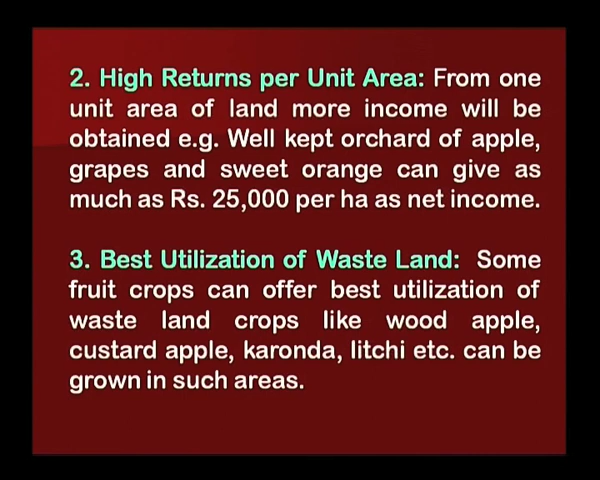 2. High Returns per Unit Area: From one
unit area of land more income will be
obtained e.g. Well kept orchard of apple,
grapes and sweet orange can give as
much as Rs. 25,000 per ha as net income.
3. Best Utilization of Waste Land: Some
fruit crops can offer best utilization of
waste land crops like wood apple,
custard apple, karonda, litchi etc. can be
grown in such areas.